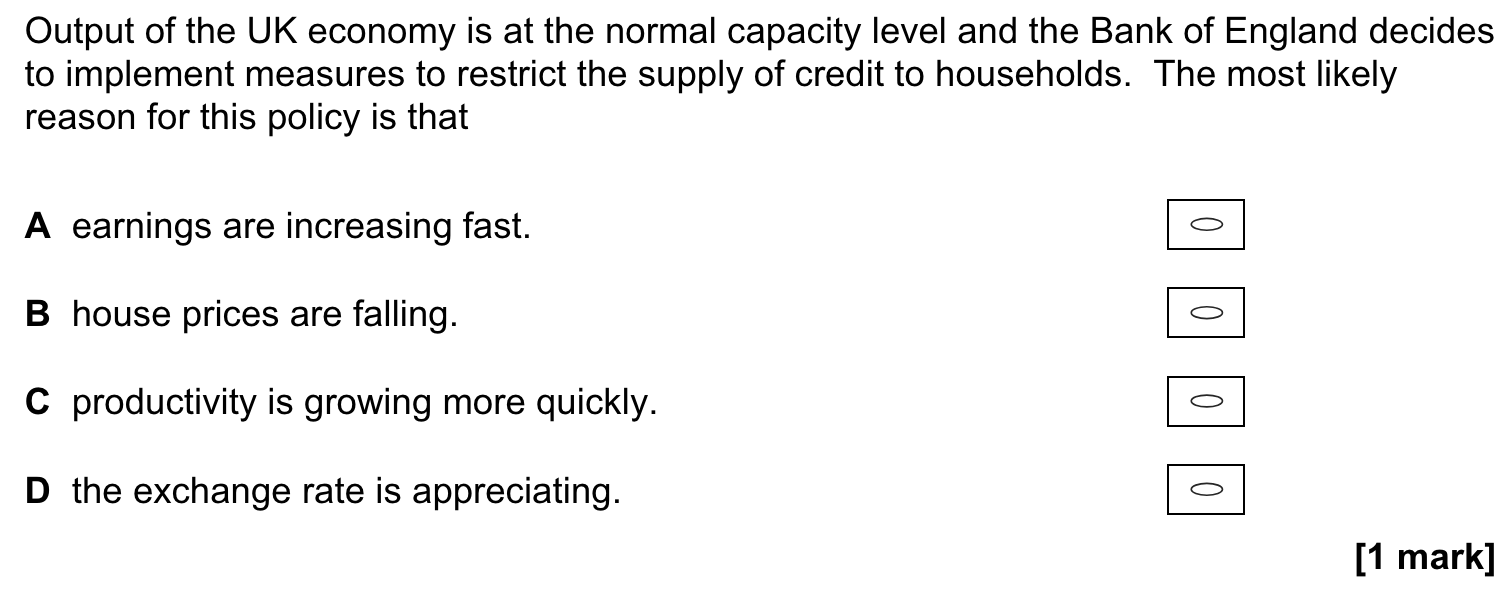 Output of the UK economy is at the normal capacity level and the Bank of England decides
to implement measures to restrict the supply of credit to households.  The most likely
reason for this policy is that
A earnings are increasing fast.
B house prices are falling.
C productivity is growing more quickly.
D the exchange rate is appreciating.
[1 mark]